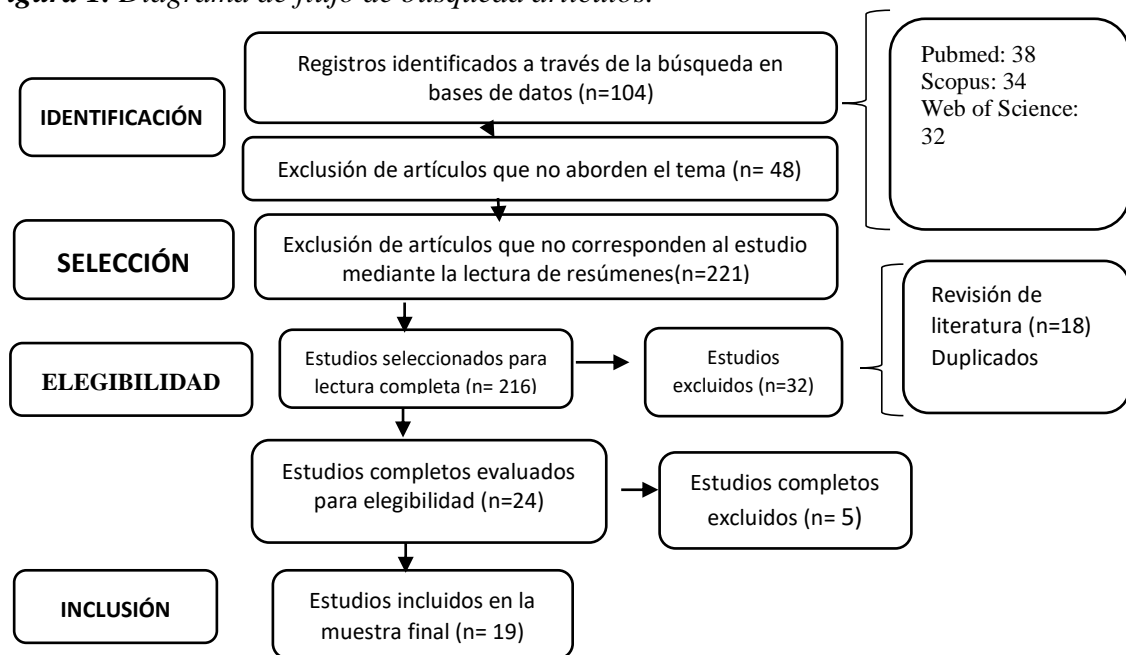 Figura 1. Diagrama de flujo de búsqueda artículos.
Registros identificados a través de la búsqueda en
bases de datos (n=104)
Pubmed: 38
Scopus: 34
Web of Science:
32
IDENTIFICACIÓN
Exclusión de artículos que no aborden el tema (n= 48)
SELECCIÓN
Exclusión de artículos que no corresponden al estudio
mediante la lectura de resúmenes(n=221)
ELEGIBILIDAD
Estudios seleccionados para
lectura completa (n= 216)
Estudios
excluidos (n=32)
Revisión de
literatura (n=18)
Duplicados
Estudios completos evaluados
para elegibilidad (n=24)
Estudios completos
excluidos (n= 5)
INCLUSIÓN
Estudios incluidos en la
muestra final (n= 19)